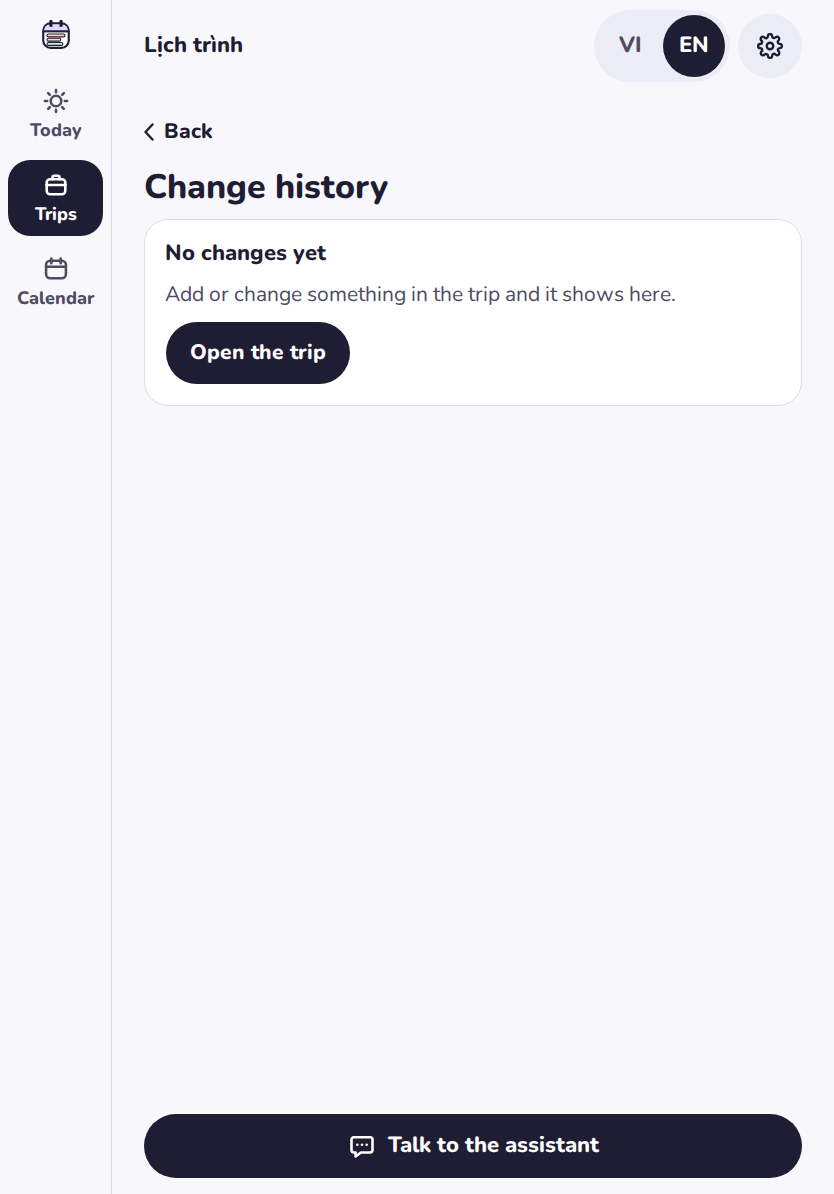 Lịch trình
VI
EN
Today
Trips
Calendar
Back
Change history
No changes yet
Add or change something in the trip and it shows here.
Open the trip
Talk to the assistant